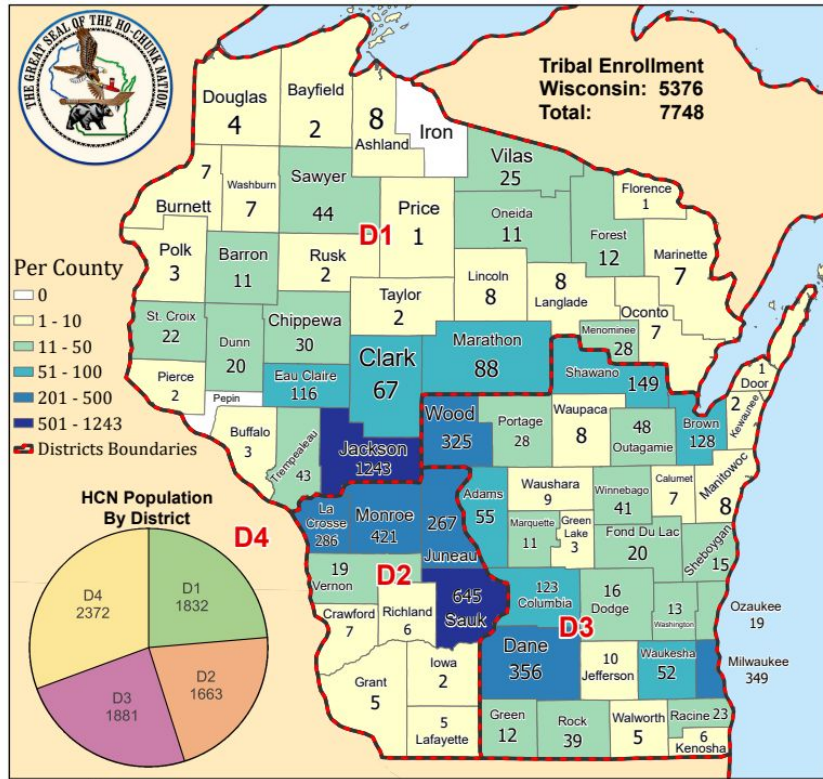 THE GREAT SEAL OF THE HO-CHUNK NATION
Tribal Enrollment
Wisconsin: 5376
Total: 7748
Douglas
4
Bayfield
2
8
Ashland
Iron
Vilas
25
7
Burnett
Washburn
7
Sawyer
44
Price
1
Oneida
11
Florence
1
Forest
12
Marinette
7
D1
Polk
3
Barron
11
Rusk
2
Lincoln
8
8
Langlade
Oconto
7
Taylor
2
Per County
0
1 - 10
11 - 50
51 - 100
201 - 500
501 - 1243
Districts Boundaries
St. Croix
22
Dunn
20
Chippewa
30
Clark
67
Marathon
88
Menominee
28
Pierce
2
Pepin
Eau Claire
116
Shawano
149
1
Door
Buffalo
3
Trempealeau
43
Jackson
1243
Wood
325
Portage
28
Waupaca
8
48
Outagamie
Brown
128
2
Kewaunee
HCN Population
By District
D4
2372
D1
1832
D3
1881
D2
1663
D4
La
Crosse
286
Monroe
421
267
Juneau
Adams
55
Waushara
9
Winnebago
41
Calumet
7
Manitowoc
8
Marquette
11
Green
Lake
3
Fond Du Lac
20
Sheboygan
15
19
Vernon
D2
645
Sauk
123
Columbia
16
Dodge
13
Washington
Ozaukee
19
Crawford
7
Richland
6
D3
Dane
356
10
Jefferson
Waukesha
52
Milwaukee
349
Grant
5
Iowa
2
5
Lafayette
Green
12
Rock
39
Walworth
5
Racine 23
6
Kenosha